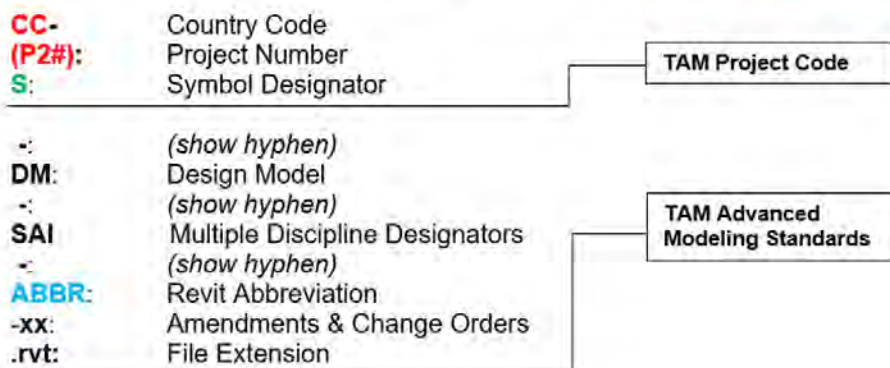 CC- Country Code
(P2#): Project Number
S: Symbol Designator
TAM Project Code
-: (show hyphen)
DM: Design Model
-: (show hyphen)
SAI Multiple Discipline Designators
-: (show hyphen)
ABBR: Revit Abbreviation
-xx: Amendments & Change Orders
.rvt: File Extension
TAM Advanced
Modeling Standards